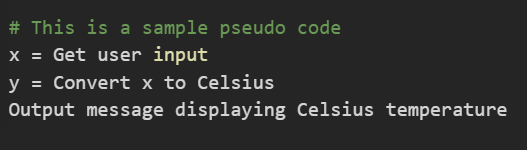 # This is a sample pseudo code
x = Get user input
y = Convert x to Celsius
Output message displaying Celsius temperature